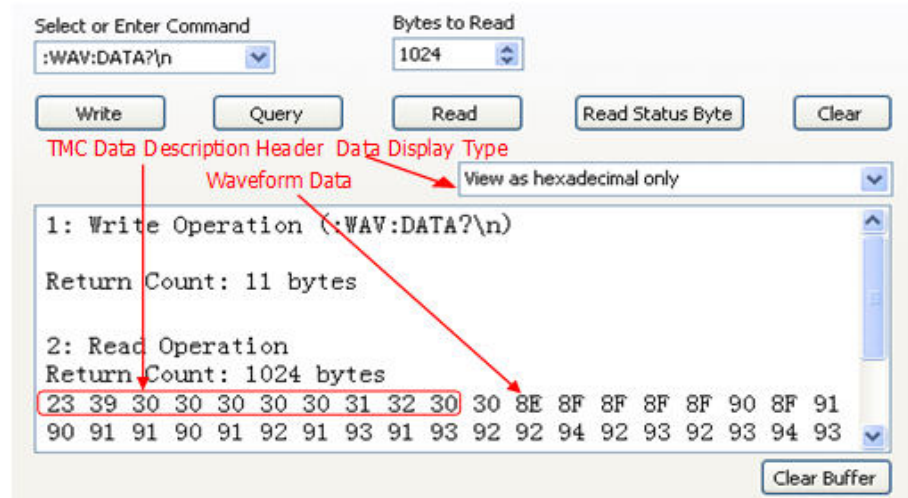 Select or Enter Command Bytes to Read
:WAV:DATA?\n 1024
Write Query Read Read Status Byte Clear
TMC Data Description Header Data Display Type
Waveform Data View as hexadecimal only
1: Write Operation (:WAV:DATA?\n)
Return Count: 11 bytes
2: Read Operation
Return Count: 1024 bytes
23 39 30 30 30 30 30 31 32 30 30 8E 8F 8F 8F 8F 90 8F 91
90 91 91 90 91 92 91 93 91 93 92 92 94 92 93 92 93 94 93
Clear Buffer